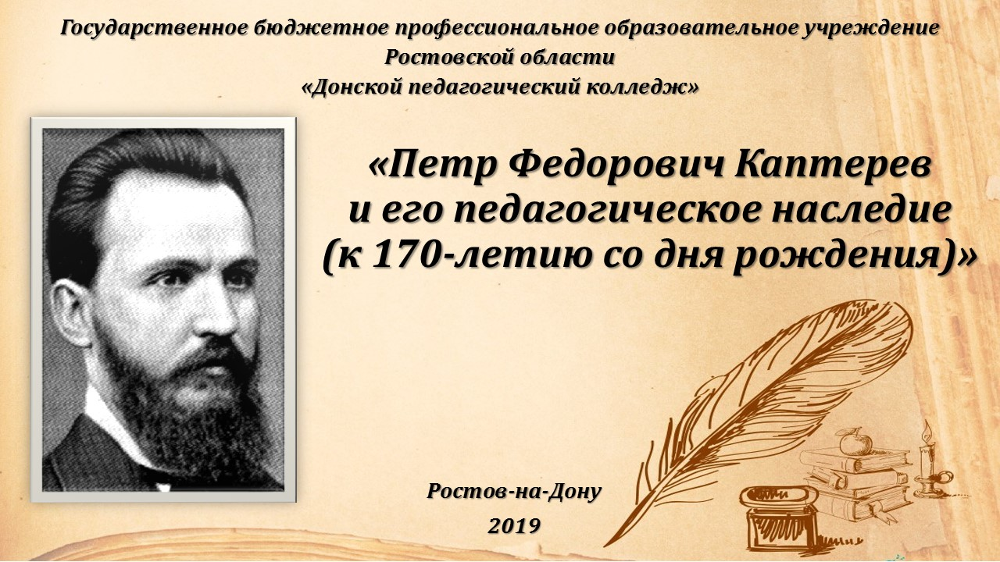 Государственное бюджетное профессиональное образовательное учреждение
Ростовской области
«Донской педагогический колледж»
«Петр Федорович Каптерев
и его педагогическое наследие
(к 170-летию со дня рождения)»
Ростов-на-Дону
2019